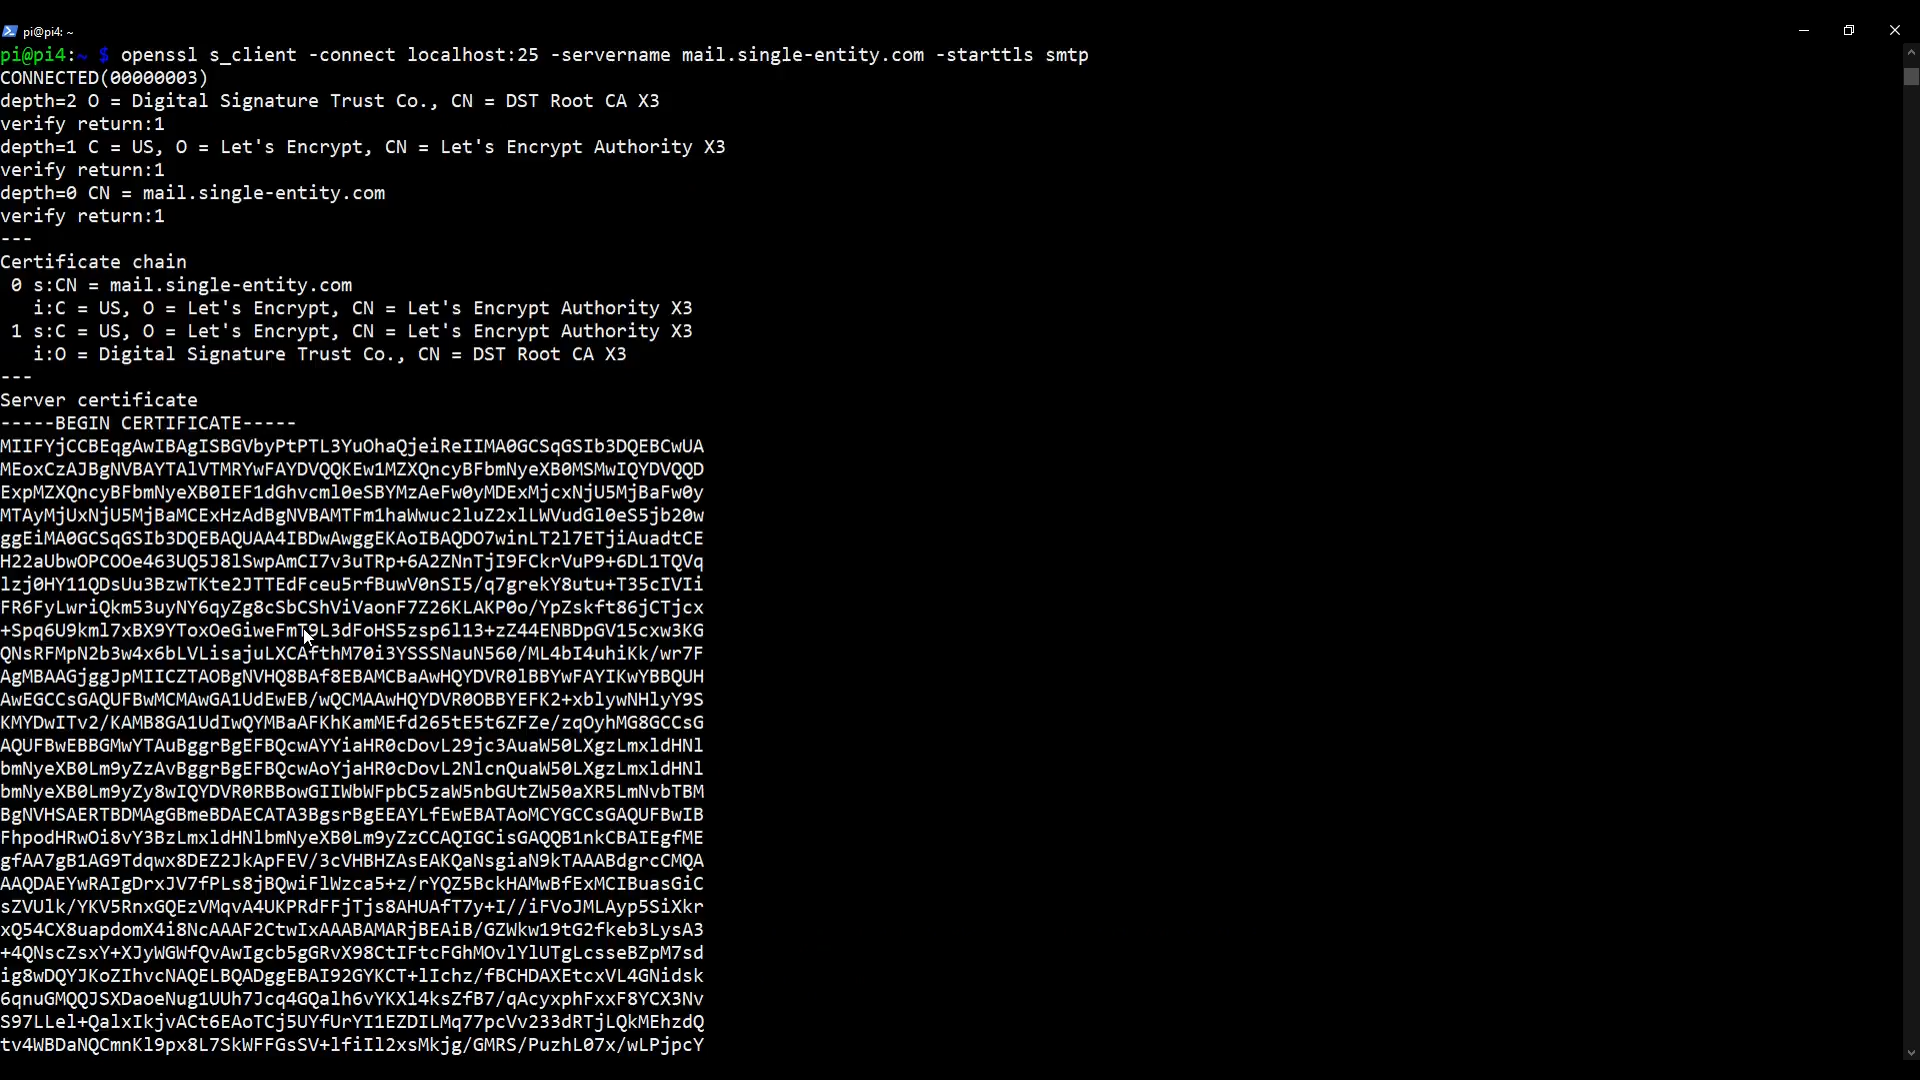 pi@pi4: ~
pi@pi4:~ $ openssl s_client -connect localhost:25 -servername mail.single-entity.com -starttls smtp
CONNECTED(00000003)
depth=2 O = Digital Signature Trust Co., CN = DST Root CA X3
verify return:1
depth=1 C = US, O = Let's Encrypt, CN = Let's Encrypt Authority X3
verify return:1
depth=0 CN = mail.single-entity.com
verify return:1
---
Certificate chain
 0 s:CN = mail.single-entity.com
   i:C = US, O = Let's Encrypt, CN = Let's Encrypt Authority X3
 1 s:C = US, O = Let's Encrypt, CN = Let's Encrypt Authority X3
   i:O = Digital Signature Trust Co., CN = DST Root CA X3
---
Server certificate
-----BEGIN CERTIFICATE-----
MIIFYjCCBEqgAwIBAgISBGVbyPtPTL3YuOhaQjeiReIIMA0GCSqGSIb3DQEBCwUA
MEoxCzAJBgNVBAYTAlVTMRYwFAYDVQQKEw1MZXQncyBFbmNyeXB0MSMwIQYDVQQD
ExpMZXQncyBFbmNyeXB0IEF1dGhvcml0eSBYMzAeFw0yMDExMjcxNjU5MjBaFw0y
MTAyMjUxNjU5MjBaMCExHzAdBgNVBAMTFm1haWwuc2luZ2xlLWVudGl0eS5jb20w
ggEiMA0GCSqGSIb3DQEBAQUAA4IBDwAwggEKAoIBAQDO7winLT2l7ETjiAuadtCE
H22aUbwOPCOOe463UQ5J8lSwpAmCI7v3uTRp+6A2ZNnTjI9FCkrVuP9+6DL1TQVq
lzj0HY11QDsUu3BzwTKte2JTTEdFceu5rfBuwV0nSI5/q7grekY8utu+T35cIVIi
FR6FyLwriQkm53uyNY6qyZg8cSbCShViVaonF7Z26KLAKP0o/YpZskft86jCTjcx
+Spq6U9kml7xBX9YToxOeGiweFmT9L3dFoHS5zsp6l13+zZ44ENBDpGV15cxw3KG
QNsRFMpN2b3w4x6bLVLisajuLXCAfthM70i3YSSSNauN560/ML4bI4uhiKk/wr7F
AgMBAAGjggJpMIICZTAOBgNVHQ8BAf8EBAMCBaAwHQYDVR0lBBYwFAYIKwYBBQUH
AwEGCCsGAQUFBwMCMAwGA1UdEwEB/wQCMAAwHQYDVR0OBBYEFK2+xblywNHlyY9S
KMYDwITv2/KAMB8GA1UdIwQYMBaAFKhKamMEfd265tE5t6ZFZe/zqOyhMG8GCCsG
AQUFBwEBBGMwYTAuBggrBgEFBQcwAYYiaHR0cDovL29jc3AuaW50LXgzLmxldHNl
bmNyeXB0Lm9yZzAvBggrBgEFBQcwAoYjaHR0cDovL2NlcnQuaW50LXgzLmxldHNl
bmNyeXB0Lm9yZy8wIQYDVR0RBBowGIIWbWFpbC5zaW5nbGUtZW50aXR5LmNvbTBM
BgNVHSAERTBDMAgGBmeBDAECATA3BgsrBgEEAYLfEwEBATAoMCYGCCsGAQUFBwIB
FhpodHRwOi8vY3BzLmxldHNlbmNyeXB0Lm9yZzCCAQIGCisGAQQB1nkCBAIEgfME
gfAA7gB1AG9Tdqwx8DEZ2JkApFEV/3cVHBHZAsEAKQaNsgiaN9kTAAABdgrcCMQA
AAQDAEYwRAIgDrxJV7fPLs8jBQwiFlWzca5+z/rYQZ5BckHAMwBfExMCIBuasGiC
sZVUlk/YKV5RnxGQEzVMqvA4UKPRdFFjTjs8AHUAfT7y+I//iFVoJMLAyp5SiXkr
xQ54CX8uapdomX4i8NcAAAF2CtwIxAAABAMARjBEAiB/GZWkw19tG2fkeb3LysA3
+4QNscZsxY+XJyWGWfQvAwIgcb5gGRvX98CtIFtcFGhMOvlYlUTgLcsseBZpM7sd
ig8wDQYJKoZIhvcNAQELBQADggEBAI92GYKCT+lIchz/fBCHDAXEtcxVL4GNidsk
6qnuGMQQJSXDaoeNug1UUh7Jcq4GQalh6vYKXl4ksZfB7/qAcyxphFxxF8YCX3Nv
S97LLel+QalxIkjvACt6EAoTCj5UYfUrYI1EZDILMq77pcVv233dRTjLQkMEhzdQ
tv4WBDaNQCmnKl9px8L7SkWFFGsSV+lfiIl2xsMkjg/GMRS/PuzhL07x/wLPjpcY